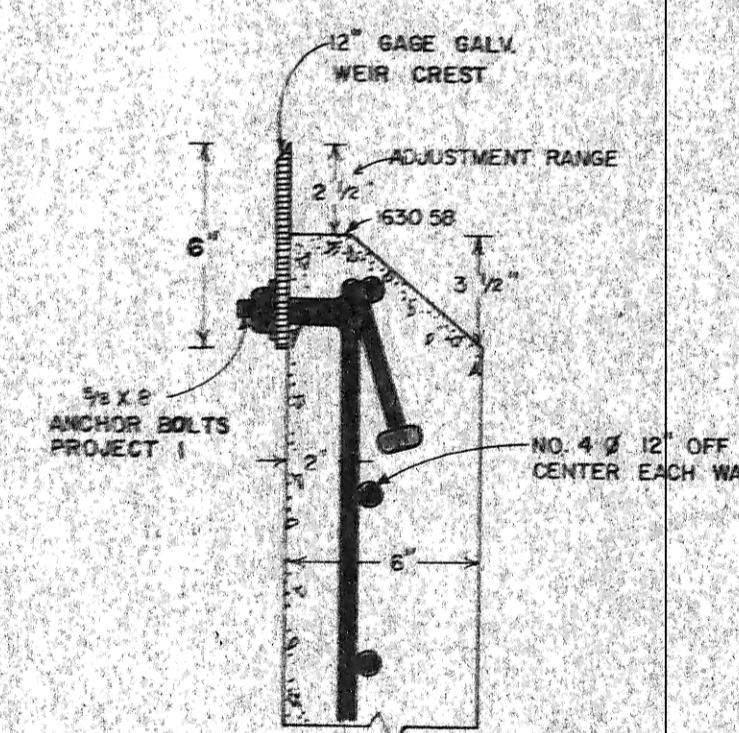 12" GAGE GALV.
WEIR CREST
ADJUSTMENT RANGE
2 1/2"
1630 58
6"
3 1/2"
5/8 X 8
ANCHOR BOLTS
PROJECT 1
2"
NO. 4 Ø 12" OFF
CENTER EACH WA
6"